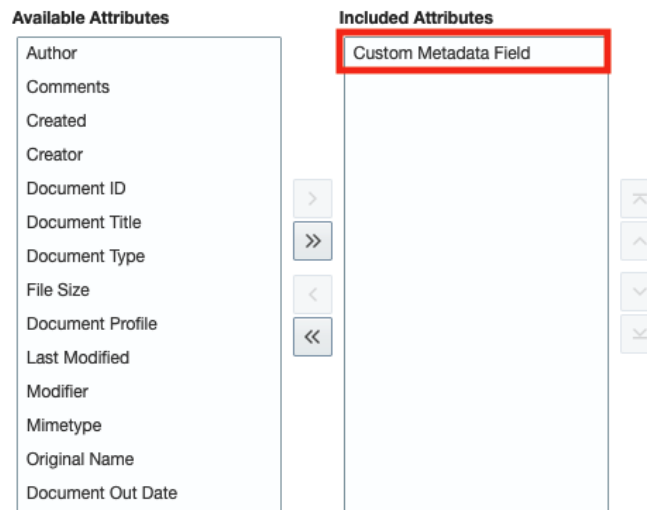 Available Attributes
Included Attributes
Author
Custom Metadata Field
Comments
Created
Creator
Document ID
Document Title
Document Type
File Size
Document Profile
Last Modified
Modifier
Mimetype
Original Name
Document Out Date